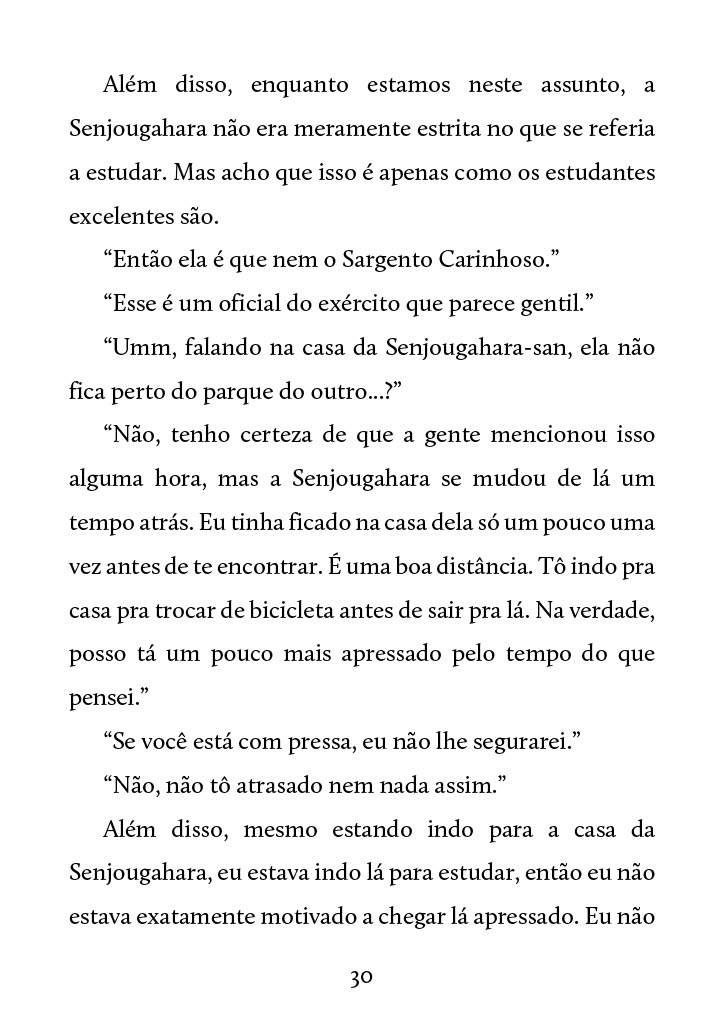 Além disso, enquanto estamos neste assunto, a
Senjougahara não era meramente estrita no que se referia
a estudar. Mas acho que isso é apenas como os estudantes
excelentes são.
“Então ela é que nem o Sargento Carinhoso.”
“Esse é um oficial do exército que parece gentil.”
“Umm, falando na casa da Senjougahara-san, ela não
fica perto do parque do outro...?”
“Não, tenho certeza de que a gente mencionou isso
alguma hora, mas a Senjougahara se mudou de lá um
tempo atrás. Eu tinha ficado na casa dela só um pouco uma
vez antes de te encontrar. É uma boa distância. Tô indo pra
casa pra trocar de bicicleta antes de sair pra lá. Na verdade,
posso tá um pouco mais apressado pelo tempo do que
pensei.”
“Se você está com pressa, eu não lhe segurarei.”
“Não, não tô atrasado nem nada assim.”
Além disso, mesmo estando indo para a casa da
Senjougahara, eu estava indo lá para estudar, então eu não
estava exatamente motivado a chegar lá apressado. Eu não
30